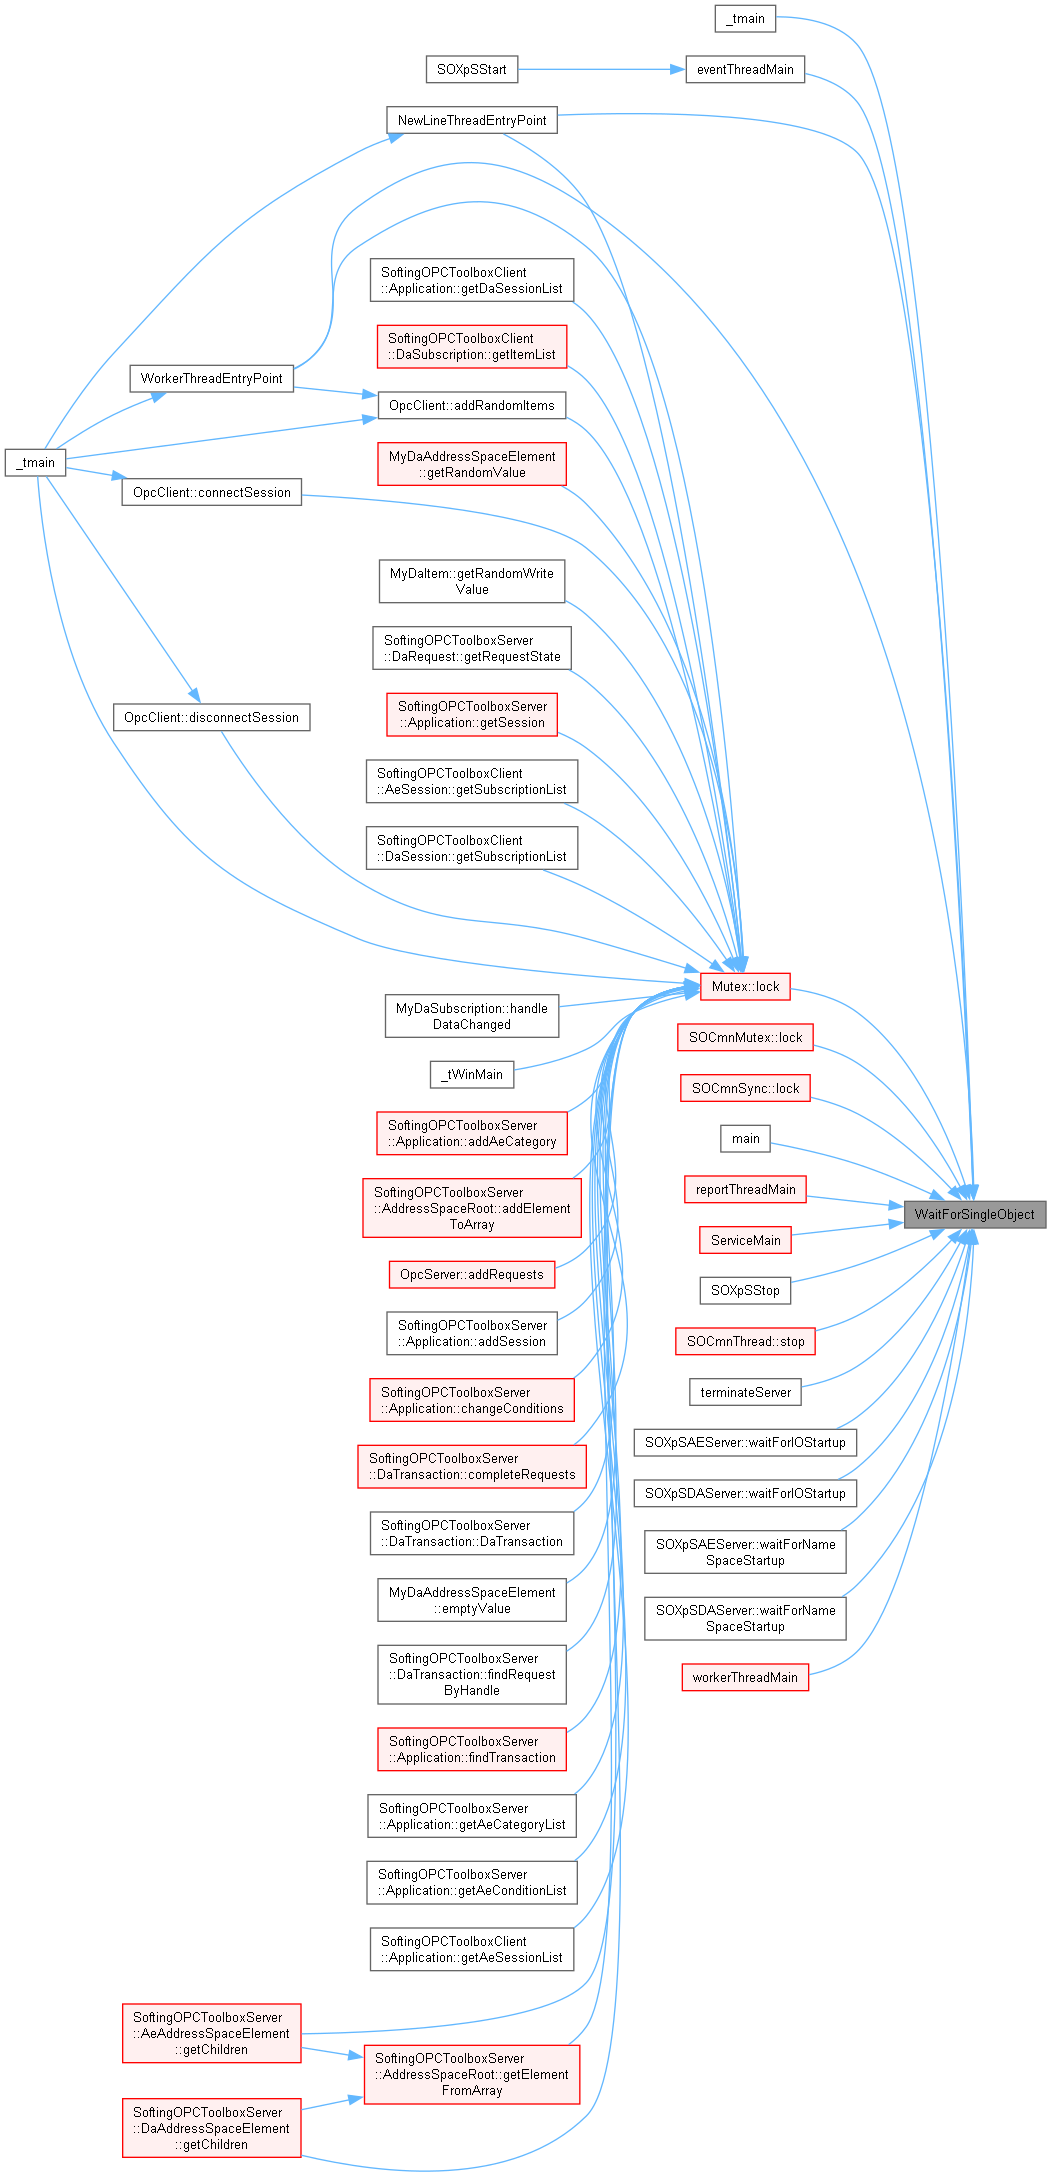 _tmain
SOXpSStart
eventThreadMain
NewLineThreadEntryPoint
SoftingOPCToolboxClient
::Application::getDaSessionList
SoftingOPCToolboxClient
::DaSubscription::getItemList
WorkerThreadEntryPoint
OpcClient::addRandomItems
_tmain
MyDaAddressSpaceElement
::getRandomValue
OpcClient::connectSession
MyDaItem::getRandomWrite
Value
SoftingOPCToolboxServer
::DaRequest::getRequestState
SoftingOPCToolboxServer
::Application::getSession
OpcClient::disconnectSession
SoftingOPCToolboxClient
::AeSession::getSubscriptionList
SoftingOPCToolboxClient
::DaSession::getSubscriptionList
Mutex::lock
MyDaSubscription::handle
DataChanged
SOCmnMutex::lock
_tWinMain
SOCmnSync::lock
SoftingOPCToolboxServer
::Application::addAeCategory
main
SoftingOPCToolboxServer
::AddressSpaceRoot::addElement
ToArray
reportThreadMain
WaitForSingleObject
ServiceMain
OpcServer::addRequests
SOXpSStop
SoftingOPCToolboxServer
::Application::addSession
SOCmnThread::stop
SoftingOPCToolboxServer
::Application::changeConditions
terminateServer
SOXpSAEServer::waitForIOStartup
SoftingOPCToolboxServer
::DaTransaction::completeRequests
SOXpSDAServer::waitForIOStartup
SoftingOPCToolboxServer
::DaTransaction::DaTransaction
SOXpSAEServer::waitForName
SpaceStartup
MyDaAddressSpaceElement
::emptyValue
SOXpSDAServer::waitForName
SpaceStartup
SoftingOPCToolboxServer
::DaTransaction::findRequest
ByHandle
workerThreadMain
SoftingOPCToolboxServer
::Application::findTransaction
SoftingOPCToolboxServer
::Application::getAeCategoryList
SoftingOPCToolboxServer
::Application::getAeConditionList
SoftingOPCToolboxClient
::Application::getAeSessionList
SoftingOPCToolboxServer
::AeAddressSpaceElement
::getChildren
SoftingOPCToolboxServer
::AddressSpaceRoot::getElement
FromArray
SoftingOPCToolboxServer
::DaAddressSpaceElement
::getChildren